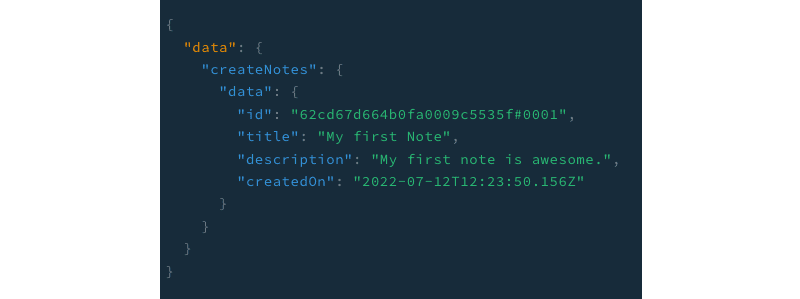 {
"data": {
"createNotes": {
"data": {
"id": "62cd67d664b0fa0009c5535f#0001",
"title": "My first Note",
"description": "My first note is awesome.",
"createdOn": "2022-07-12T12:23:50.156Z"
}
}
}
}